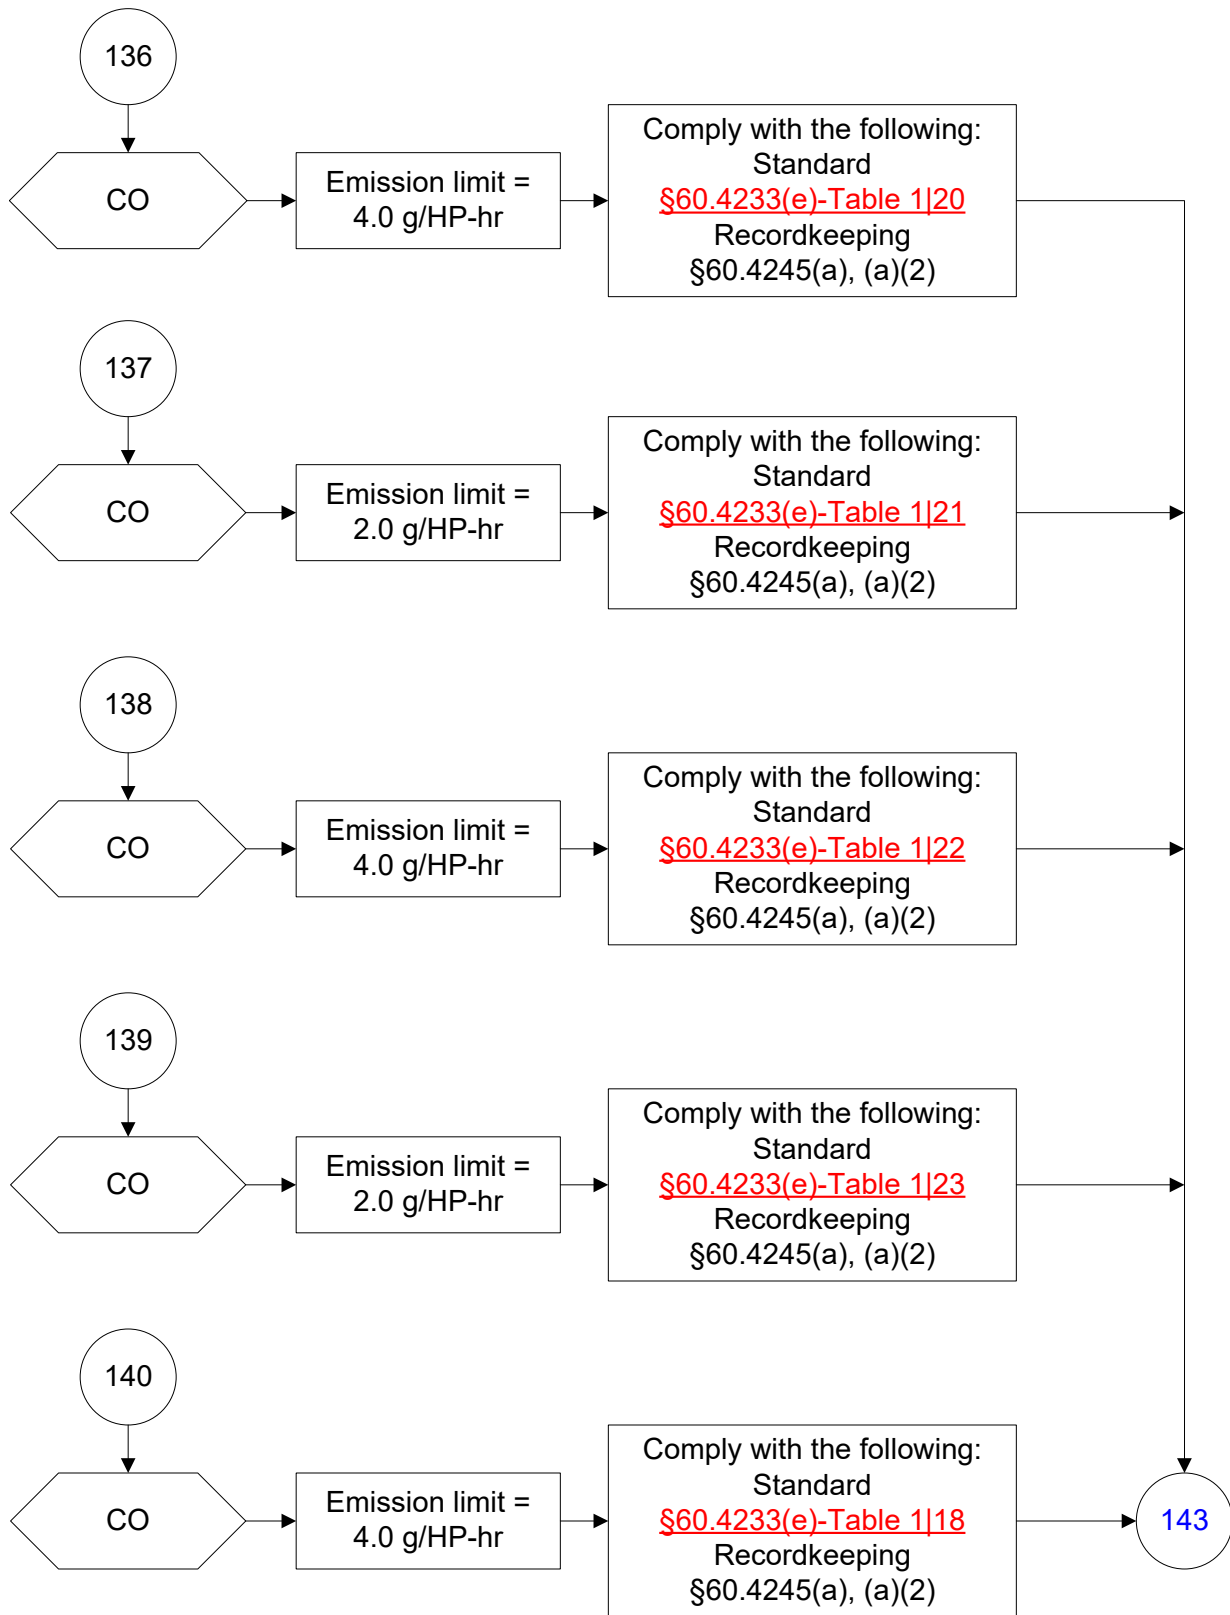 136
CO
Emission limit =
4.0 g/HP-hr
Comply with the following:
Standard
§60.4233(e)-Table 1|20
Recordkeeping
§60.4245(a), (a)(2)
137
CO
Emission limit =
2.0 g/HP-hr
Comply with the following:
Standard
§60.4233(e)-Table 1|21
Recordkeeping
§60.4245(a), (a)(2)
138
CO
Emission limit =
4.0 g/HP-hr
Comply with the following:
Standard
§60.4233(e)-Table 1|22
Recordkeeping
§60.4245(a), (a)(2)
139
CO
Emission limit =
2.0 g/HP-hr
Comply with the following:
Standard
§60.4233(e)-Table 1|23
Recordkeeping
§60.4245(a), (a)(2)
140
CO
Emission limit =
4.0 g/HP-hr
Comply with the following:
Standard
§60.4233(e)-Table 1|18
Recordkeeping
§60.4245(a), (a)(2)
143